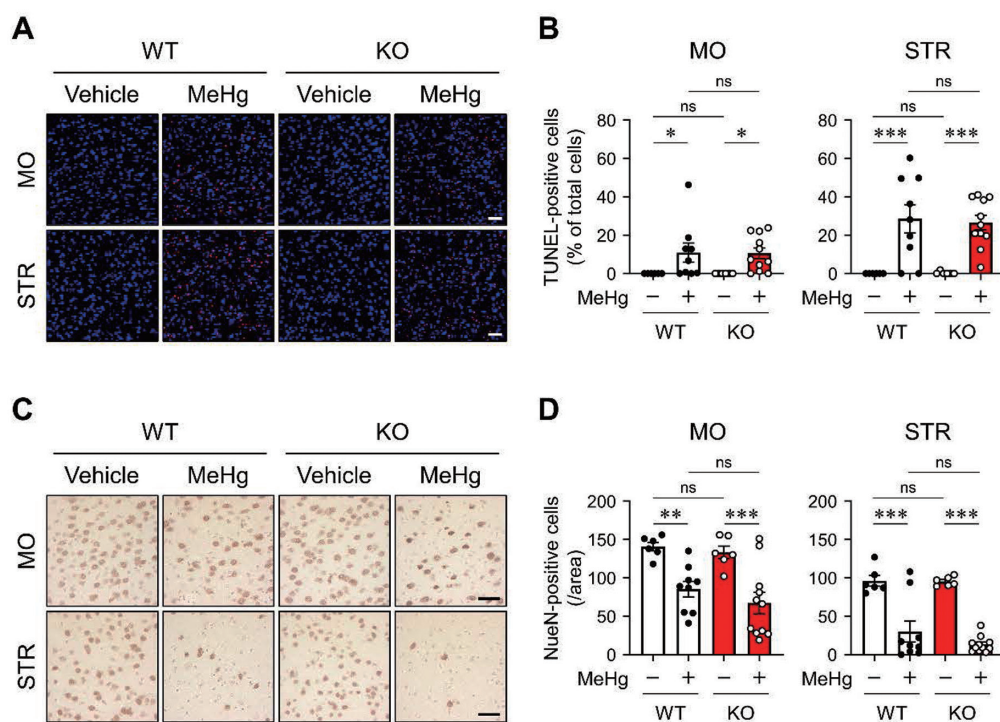 A
WT
KO
Vehicle
MeHg
Vehicle
MeHg
MO
STR
B
MO
STR
ns
ns
ns
ns
*
*
***
***
TUNEL-positive cells
(% of total cells)
80
60
40
20
0
80
60
40
20
0
MeHg − + − +
WT
KO
MeHg − + − +
WT
KO
C
WT
KO
Vehicle
MeHg
Vehicle
MeHg
MO
STR
D
MO
STR
ns
ns
ns
ns
**
***
***
***
NueN-positive cells
(/area)
200
150
100
50
0
200
150
100
50
0
MeHg − + − +
WT
KO
MeHg − + − +
WT
KO